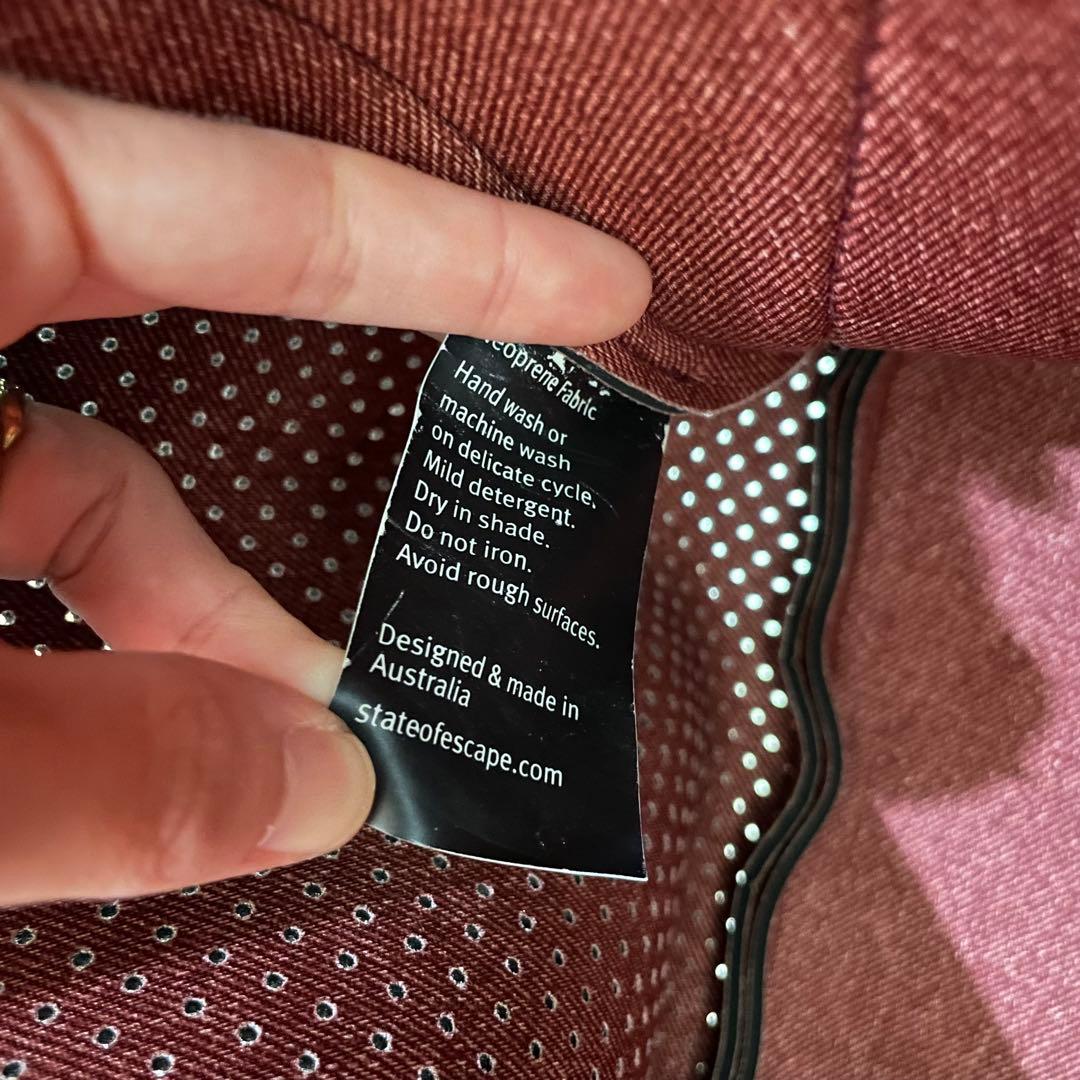 eoprene Fabric
Hand wash or
machine wash
on delicate cycle.
Mild detergent.
Dry in shade.
Do not iron.
Avoid rough surfaces.
Designed & made in
Australia
stateofescape.com